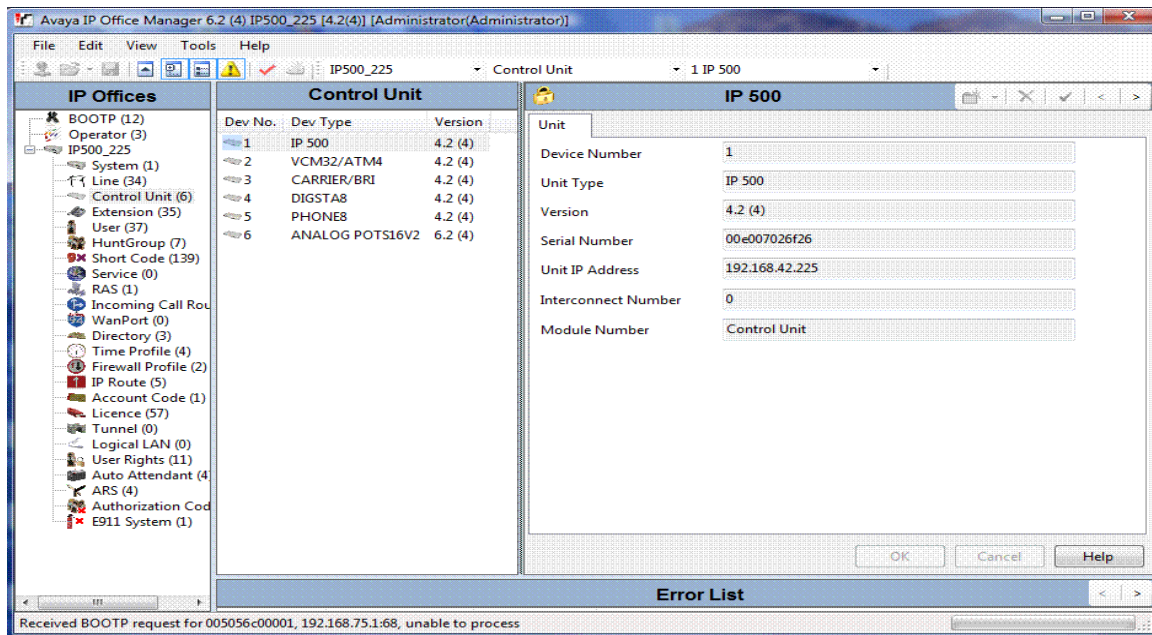 Avaya IP Office Manager 6.2 (4) IP500_225 [4.2(4)] [Administrator(Administrator)]
File Edit View Tools Help
IP500_225 Control Unit 1 IP 500
IP Offices
BOOTP (12)
Operator (3)
IP500_225
System (1)
Line (34)
Control Unit (6)
Extension (35)
User (37)
HuntGroup (7)
Short Code (139)
Service (0)
RAS (1)
Incoming Call Rou
WanPort (0)
Directory (3)
Time Profile (4)
Firewall Profile (2)
IP Route (5)
Account Code (1)
Licence (57)
Tunnel (0)
Logical LAN (0)
User Rights (11)
Auto Attendant (4
ARS (4)
Authorization Cod
E911 System (1)
Control Unit
Dev No. Dev Type Version
1 IP 500 4.2 (4)
2 VCM32/ATM4 4.2 (4)
3 CARRIER/BRI 4.2 (4)
4 DIGSTA8 4.2 (4)
5 PHONE8 4.2 (4)
6 ANALOG POTS16V2 6.2 (4)
IP 500
Unit
Device Number 1
Unit Type IP 500
Version 4.2 (4)
Serial Number 00e007026f26
Unit IP Address 192.168.42.225
Interconnect Number 0
Module Number Control Unit
OK Cancel Help
Error List
Received BOOTP request for 005056c00001, 192.168.75.1:68, unable to process